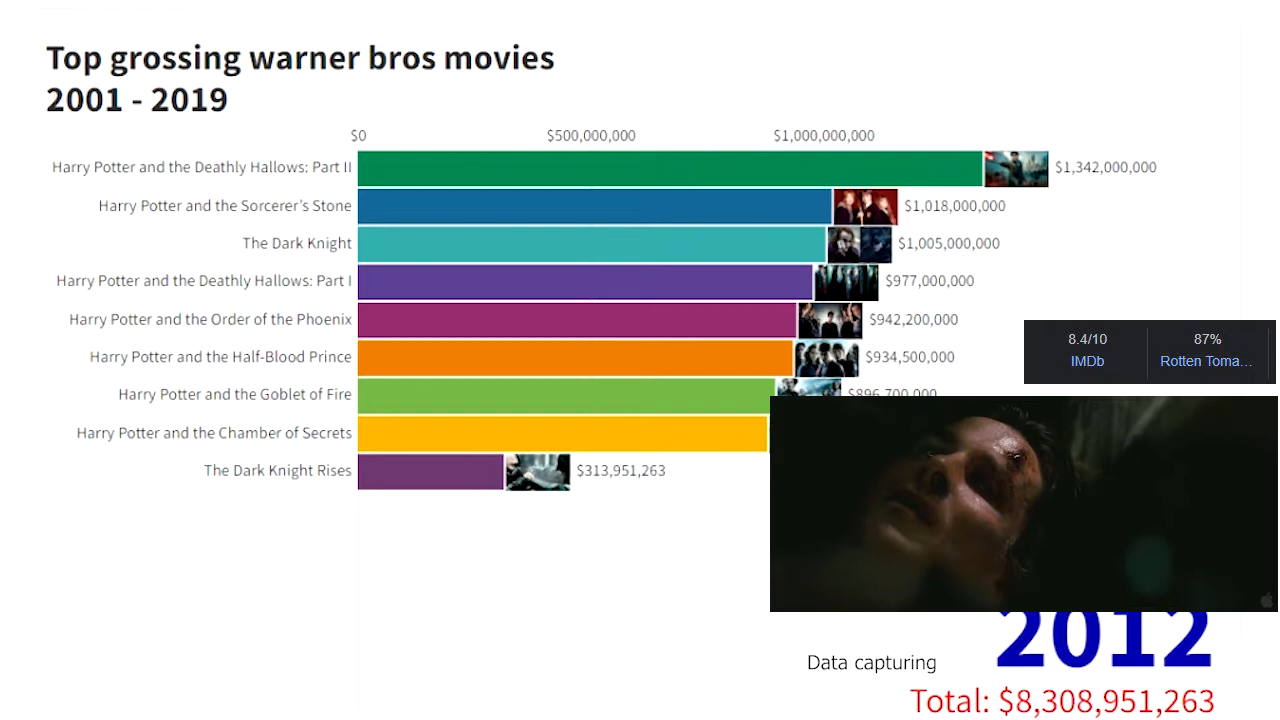 Top grossing warner bros movies
2001 - 2019
$0 $500,000,000 $1,000,000,000
Harry Potter and the Deathly Hallows: Part II $1,342,000,000
Harry Potter and the Sorcerer's Stone $1,018,000,000
The Dark Knight $1,005,000,000
Harry Potter and the Deathly Hallows: Part I $977,000,000
Harry Potter and the Order of the Phoenix $942,200,000
Harry Potter and the Half-Blood Prince $934,500,000
Harry Potter and the Goblet of Fire $896,700,000
Harry Potter and the Chamber of Secrets
The Dark Knight Rises $313,951,263
8.4/10 87%
IMDb Rotten Toma...
2012
Data capturing
Total: $8,308,951,263